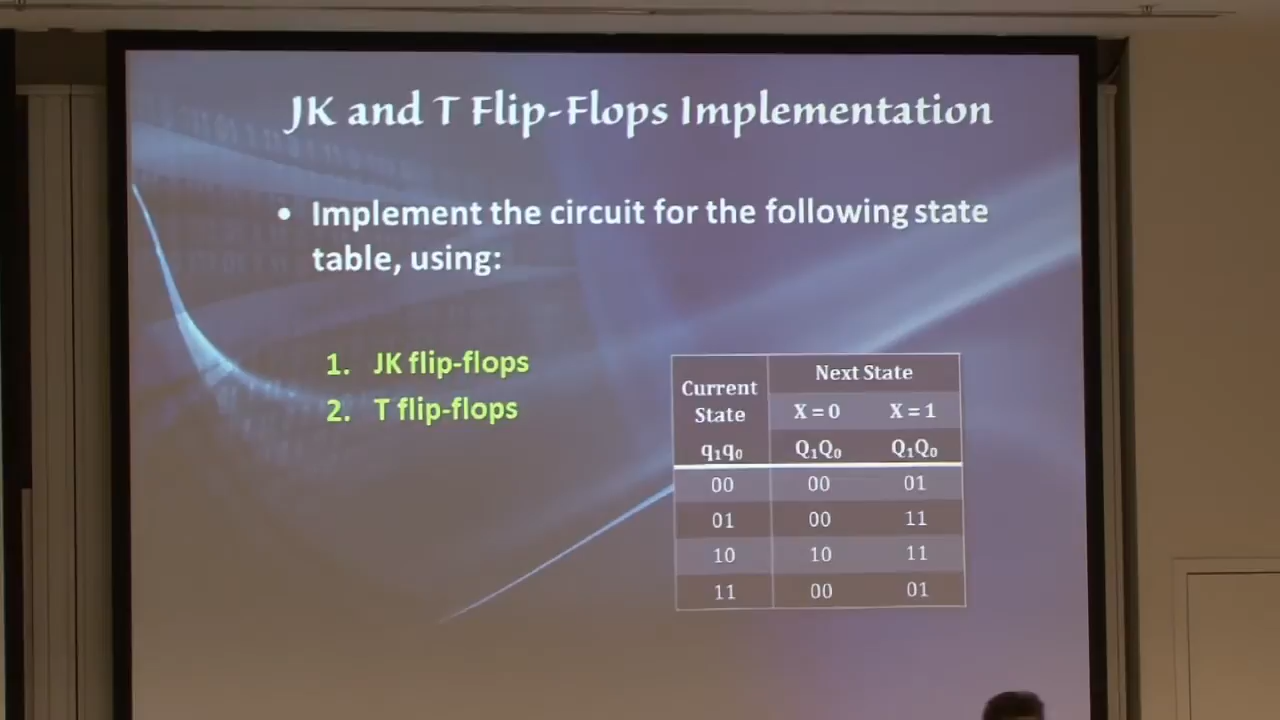 JK and T Flip-Flops Implementation
• Implement the circuit for the following state
table, using:
1. JK flip-flops
2. T flip-flops
Current State Next State
X = 0 X = 1
q₁q₀ Q₁Q₀ Q₁Q₀
00 00 01
01 00 11
10 10 11
11 00 01